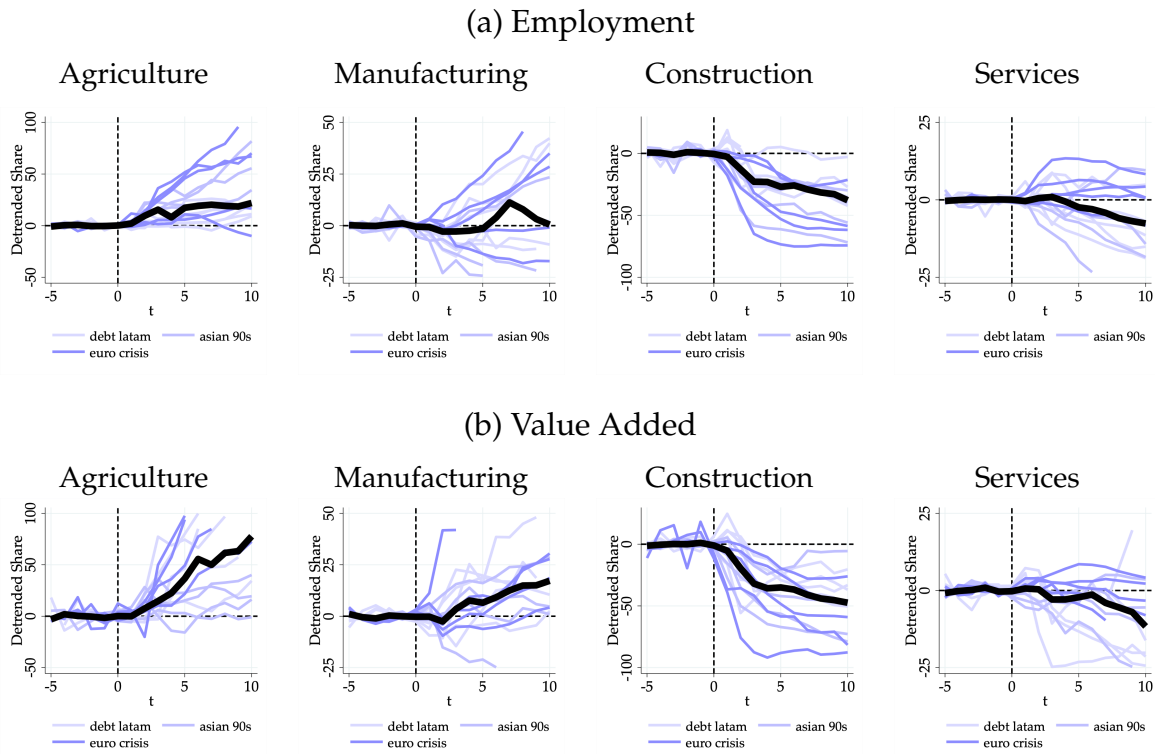 (a) Employment
Agriculture
Detrended Share
100
50
0
-50
-5 0 5 10
t
debt latam asian 90s
euro crisis
Manufacturing
Detrended Share
50
25
0
-25
-5 0 5 10
t
debt latam asian 90s
euro crisis
Construction
Detrended Share
0
-50
-100
-5 0 5 10
t
debt latam asian 90s
euro crisis
Services
Detrended Share
25
0
-25
-5 0 5 10
t
debt latam asian 90s
euro crisis
(b) Value Added
Agriculture
Detrended Share
100
50
0
-50
-5 0 5 10
t
debt latam asian 90s
euro crisis
Manufacturing
Detrended Share
50
25
0
-25
-5 0 5 10
t
debt latam asian 90s
euro crisis
Construction
Detrended Share
0
-50
-100
-5 0 5 10
t
debt latam asian 90s
euro crisis
Services
Detrended Share
25
0
-25
-5 0 5 10
t
debt latam asian 90s
euro crisis